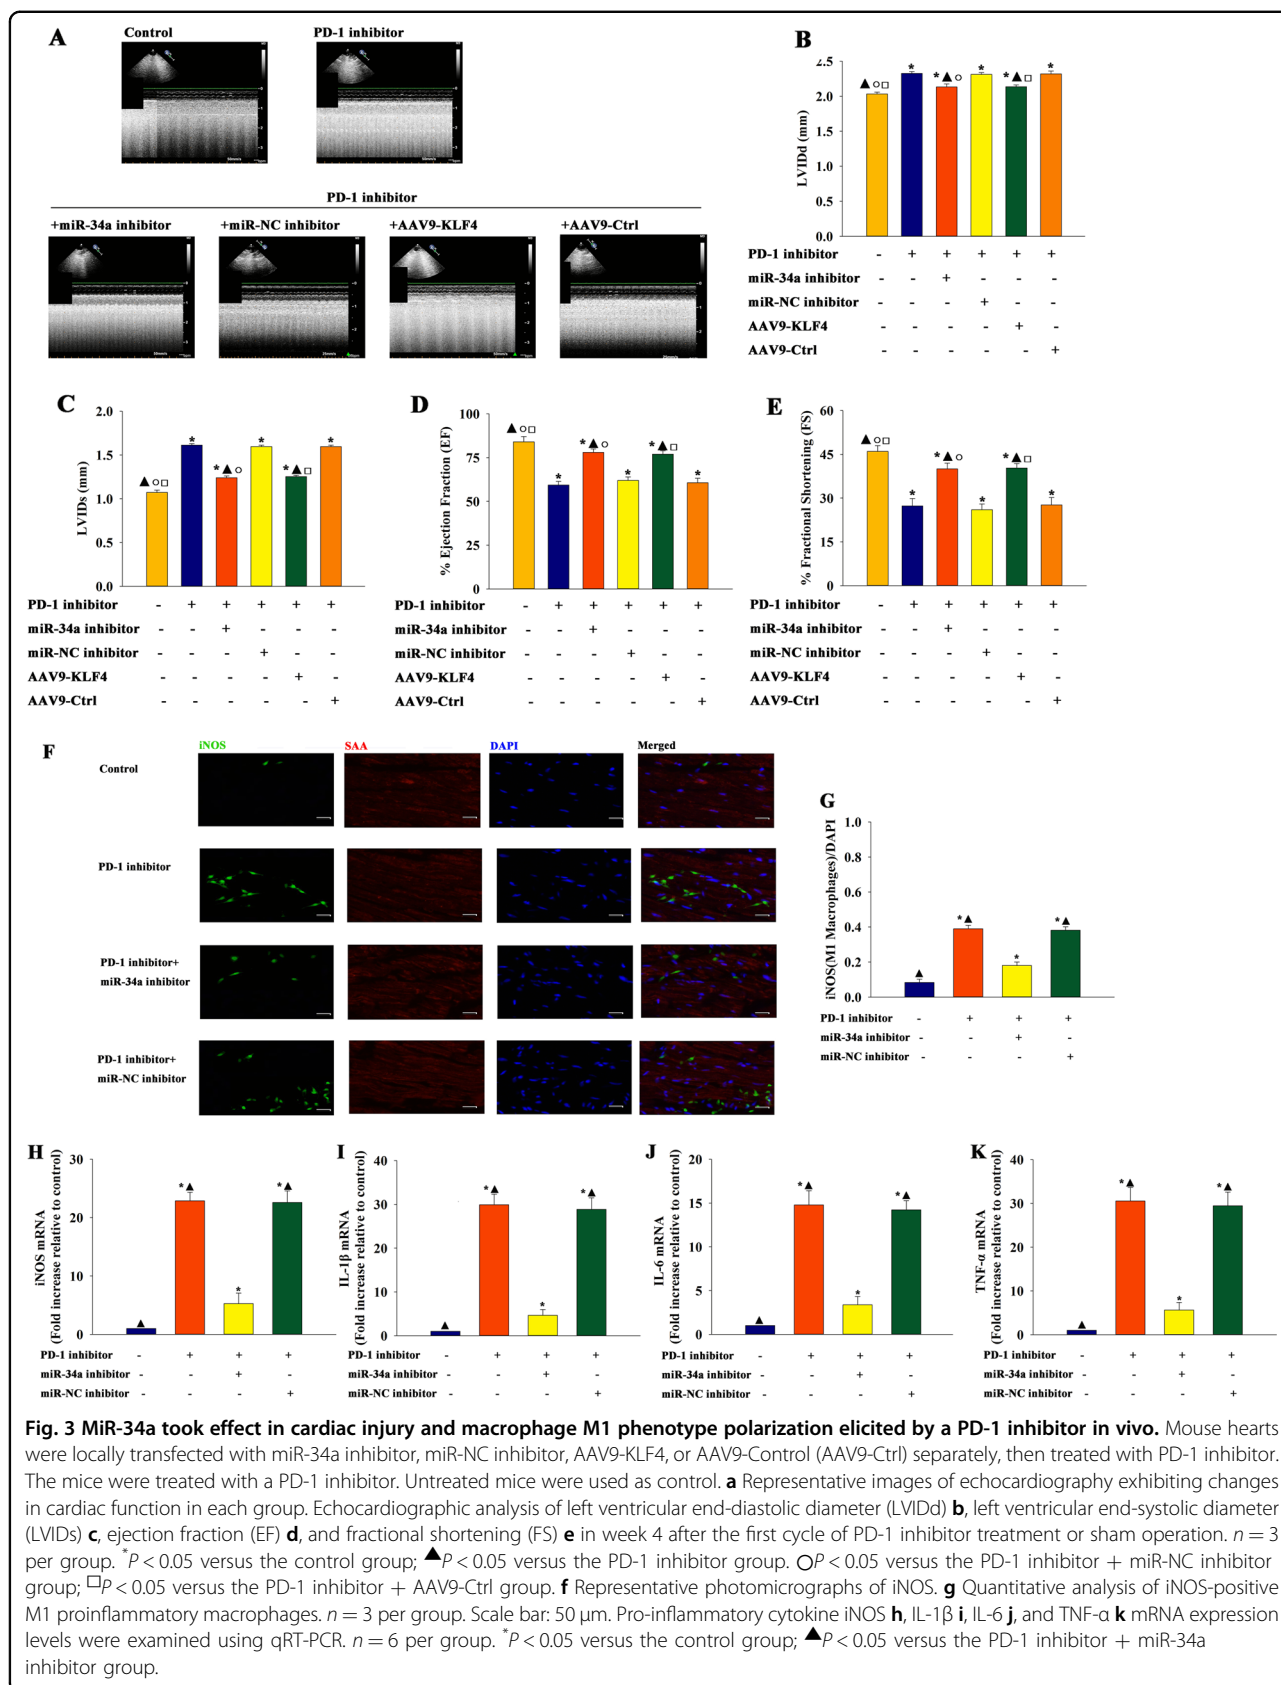 A
Control
PD-1 inhibitor
PD-1 inhibitor
+miR-34a inhibitor
+miR-NC inhibitor
+AAV9-KLF4
+AAV9-Ctrl
B
LVIDd (mm)
2.5
2.0
1.5
1.0
0.5
0.0
▲ ○ □
*
* ▲ ○
*
* ▲ □
*
PD-1 inhibitor - + + + + +
miR-34a inhibitor - - + - - -
miR-NC inhibitor - - - + - -
AAV9-KLF4 - - - - + -
AAV9-Ctrl - - - - - +
C
LVIDs (mm)
2.0
1.5
1.0
0.5
0.0
▲ ○ □
*
* ▲ ○
*
* ▲ □
*
PD-1 inhibitor - + + + + +
miR-34a inhibitor - - + - - -
miR-NC inhibitor - - - + - -
AAV9-KLF4 - - - - + -
AAV9-Ctrl - - - - - +
D
% Ejection Fraction (EF)
100
75
50
25
0
▲ ○ □
*
* ▲ ○
*
* ▲ □
*
PD-1 inhibitor - + + + + +
miR-34a inhibitor - - + - - -
miR-NC inhibitor - - - + - -
AAV9-KLF4 - - - - + -
AAV9-Ctrl - - - - - +
E
% Fractional Shortening (FS)
60
45
30
15
0
▲ ○ □
*
* ▲ ○
*
* ▲ □
*
PD-1 inhibitor - + + + + +
miR-34a inhibitor - - + - - -
miR-NC inhibitor - - - + - -
AAV9-KLF4 - - - - + -
AAV9-Ctrl - - - - - +
F
iNOS SAA DAPI Merged
Control
PD-1 inhibitor
PD-1 inhibitor+
miR-34a inhibitor
PD-1 inhibitor+
miR-NC inhibitor
G
iNOS(M1 Macrophages)/DAPI
1.0
0.8
0.6
0.4
0.2
0.0
▲
* ▲
*
* ▲
PD-1 inhibitor - + + +
miR-34a inhibitor - - + -
miR-NC inhibitor - - - +
H
iNOS mRNA
(Fold increase relative to control)
30
20
10
0
▲
* ▲
*
* ▲
PD-1 inhibitor - + + +
miR-34a inhibitor - - + -
miR-NC inhibitor - - - +
I
IL-1β mRNA
(Fold increase relative to control)
40
30
20
10
0
▲
* ▲
*
* ▲
PD-1 inhibitor - + + +
miR-34a inhibitor - - + -
miR-NC inhibitor - - - +
J
IL-6 mRNA
(Fold increase relative to control)
20
15
10
5
0
▲
* ▲
*
* ▲
PD-1 inhibitor - + + +
miR-34a inhibitor - - + -
miR-NC inhibitor - - - +
K
TNF-α mRNA
(Fold increase relative to control)
40
30
20
10
0
▲
* ▲
*
* ▲
PD-1 inhibitor - + + +
miR-34a inhibitor - - + -
miR-NC inhibitor - - - +
Fig. 3 MiR-34a took effect in cardiac injury and macrophage M1 phenotype polarization elicited by a PD-1 inhibitor in vivo. Mouse hearts
were locally transfected with miR-34a inhibitor, miR-NC inhibitor, AAV9-KLF4, or AAV9-Control (AAV9-Ctrl) separately, then treated with PD-1 inhibitor.
The mice were treated with a PD-1 inhibitor. Untreated mice were used as control. a Representative images of echocardiography exhibiting changes
in cardiac function in each group. Echocardiographic analysis of left ventricular end-diastolic diameter (LVIDd) b, left ventricular end-systolic diameter
(LVIDs) c, ejection fraction (EF) d, and fractional shortening (FS) e in week 4 after the first cycle of PD-1 inhibitor treatment or sham operation. n = 3
per group. *P < 0.05 versus the control group; ▲P < 0.05 versus the PD-1 inhibitor group. ○P < 0.05 versus the PD-1 inhibitor + miR-NC inhibitor
group; □P < 0.05 versus the PD-1 inhibitor + AAV9-Ctrl group. f Representative photomicrographs of iNOS. g Quantitative analysis of iNOS-positive
M1 proinflammatory macrophages. n = 3 per group. Scale bar: 50 μm. Pro-inflammatory cytokine iNOS h, IL-1β i, IL-6 j, and TNF-α k mRNA expression
levels were examined using qRT-PCR. n = 6 per group. *P < 0.05 versus the control group; ▲P < 0.05 versus the PD-1 inhibitor + miR-34a
inhibitor group.